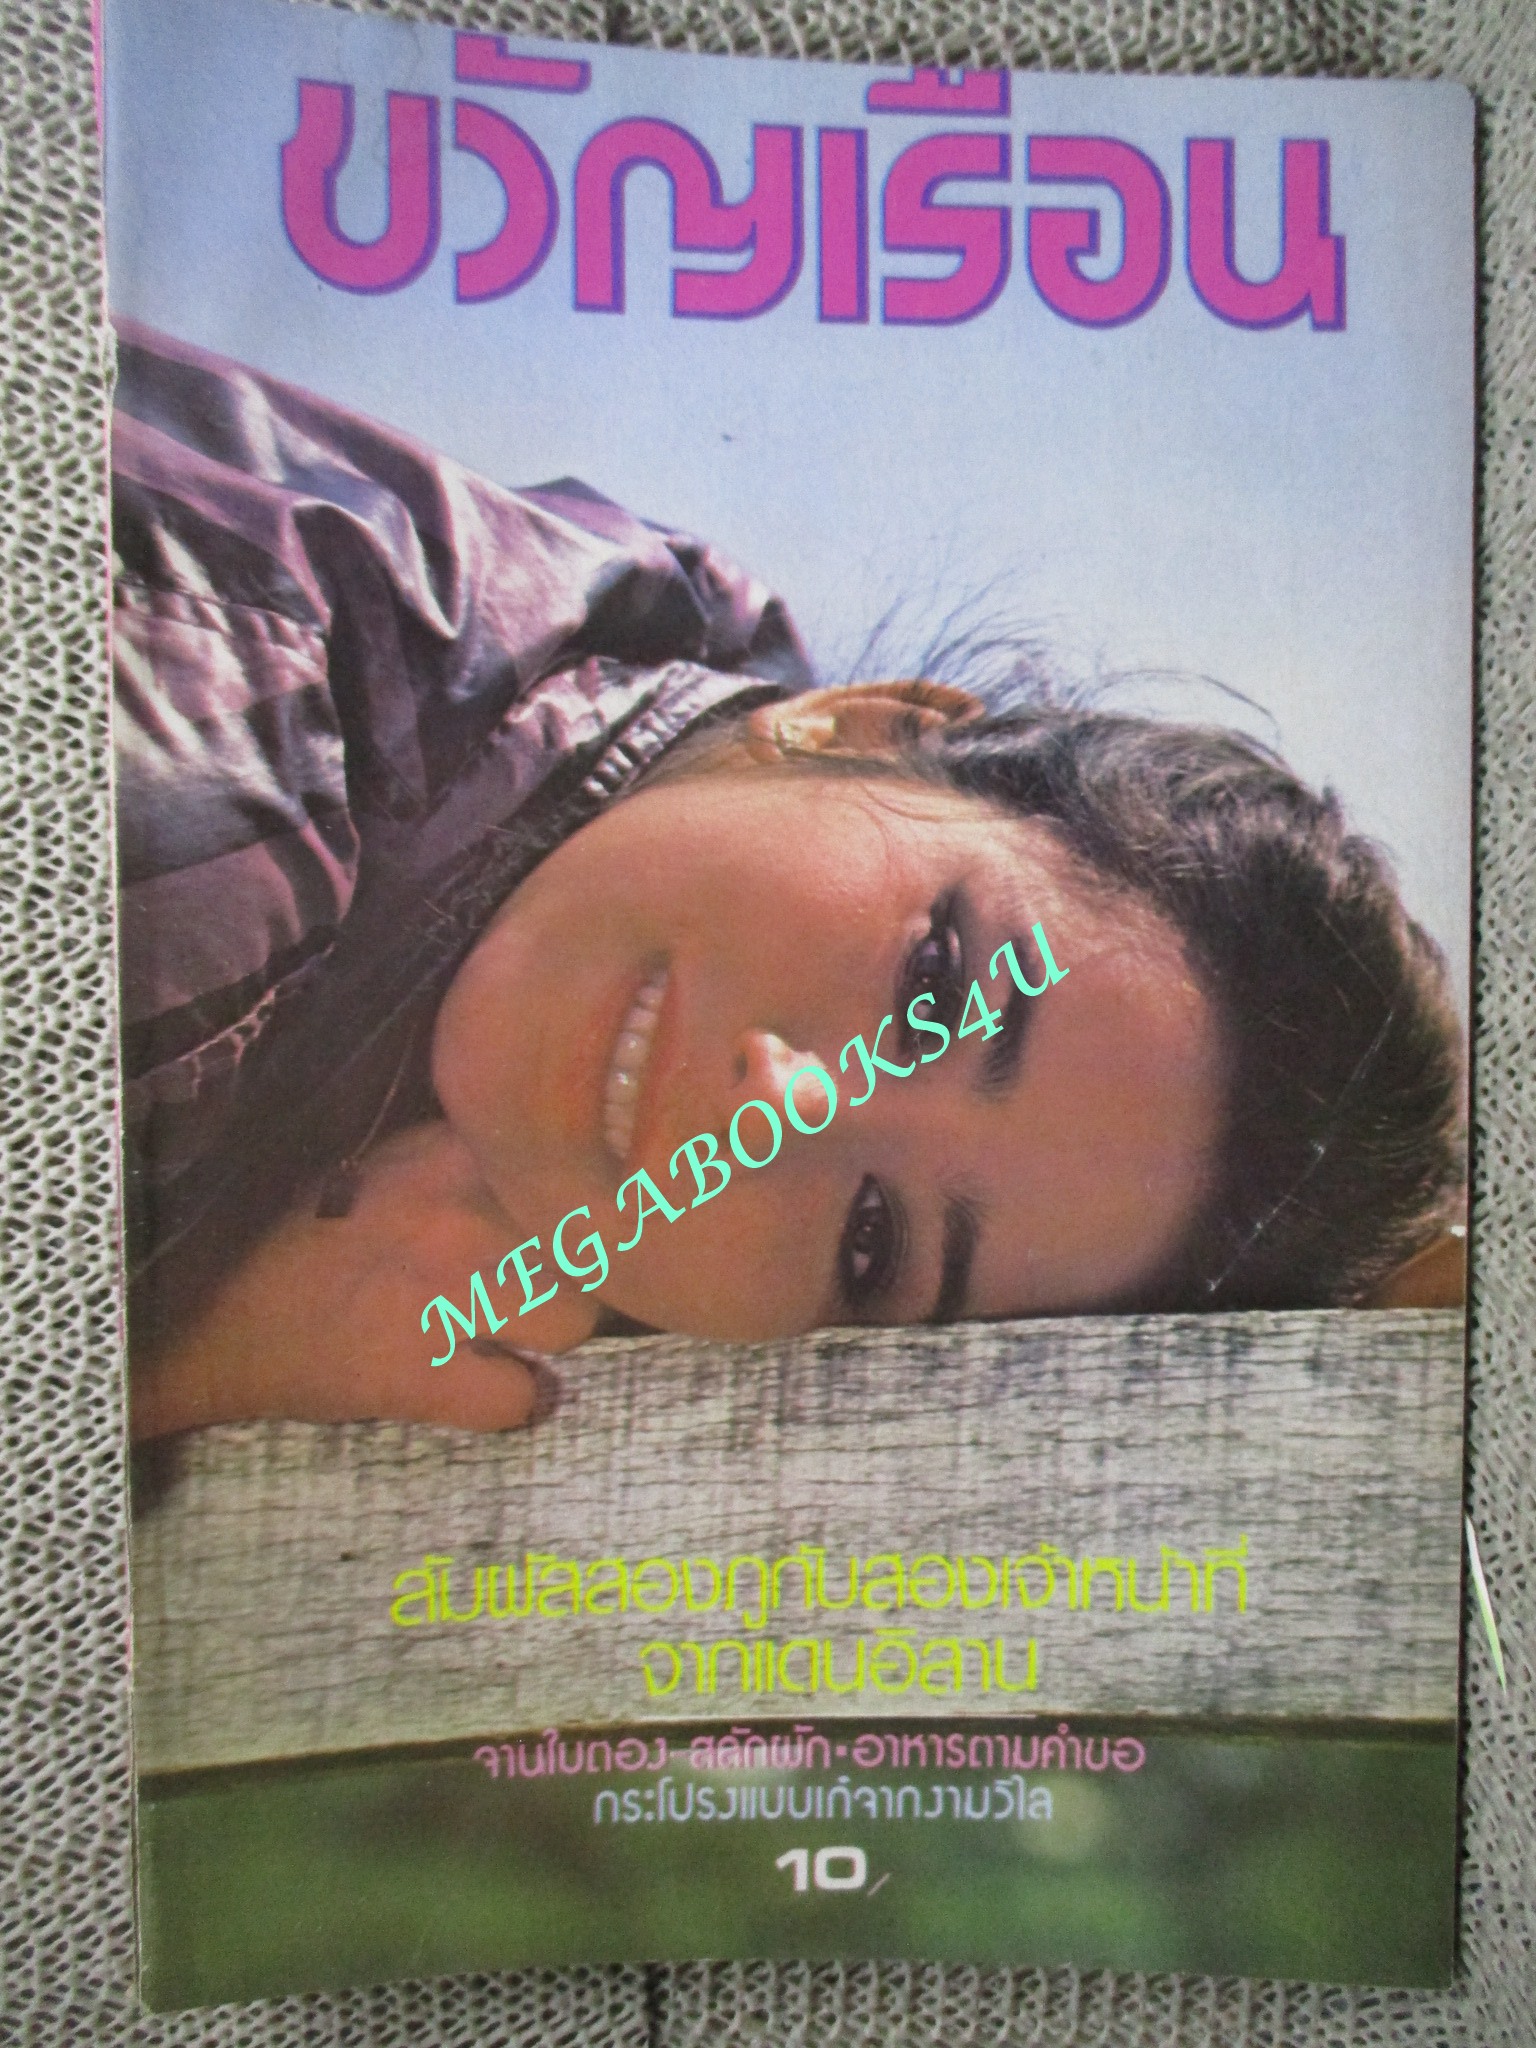 ขวัญเรือน
MEGABOOKS4U
สัมผัสสองภูกับสองเจ้าหน้าที่
จากแดนอิสาน
จานใบตอง-สลักผัก•อาหารตามคำขอ
กระโปรงแบบเก๋จากงามวิไล
10/